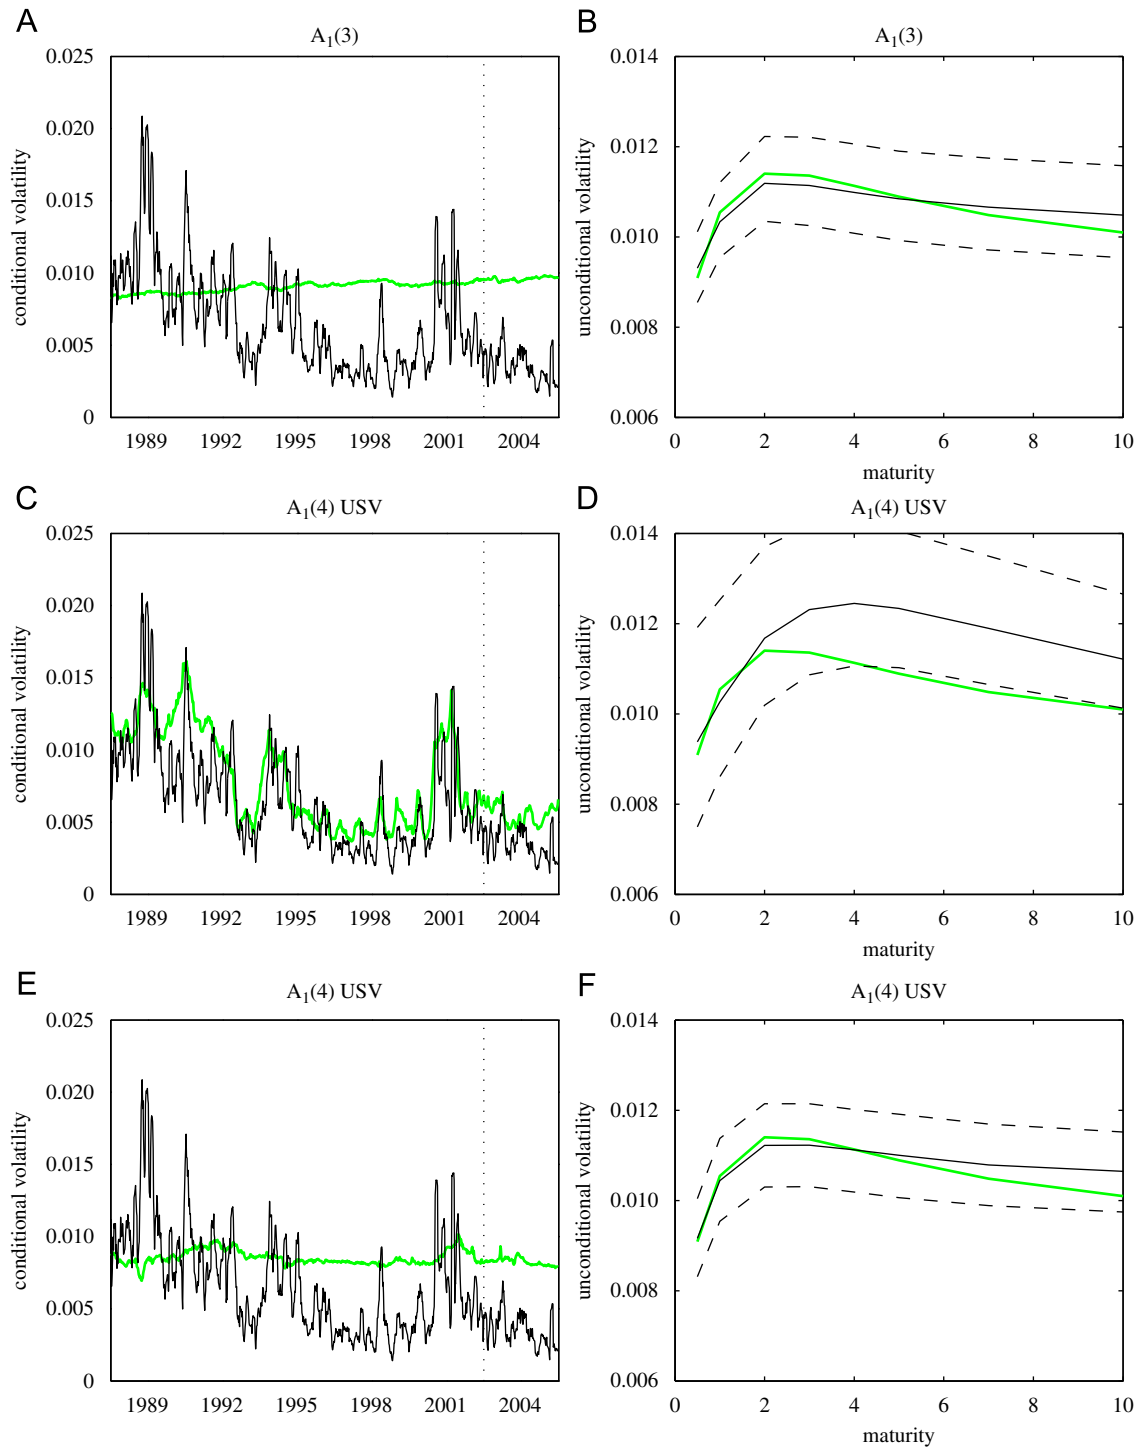 A
A1(3)
conditional volatility
0.025
0.020
0.015
0.010
0.005
0
1989 1992 1995 1998 2001 2004
B
A1(3)
unconditional volatility
0.014
0.012
0.010
0.008
0.006
0 2 4 6 8 10
maturity
C
A1(4) USV
conditional volatility
0.025
0.020
0.015
0.010
0.005
0
1989 1992 1995 1998 2001 2004
D
A1(4) USV
unconditional volatility
0.014
0.012
0.010
0.008
0.006
0 2 4 6 8 10
maturity
E
A1(4) USV
conditional volatility
0.025
0.020
0.015
0.010
0.005
0
1989 1992 1995 1998 2001 2004
F
A1(4) USV
unconditional volatility
0.014
0.012
0.010
0.008
0.006
0 2 4 6 8 10
maturity